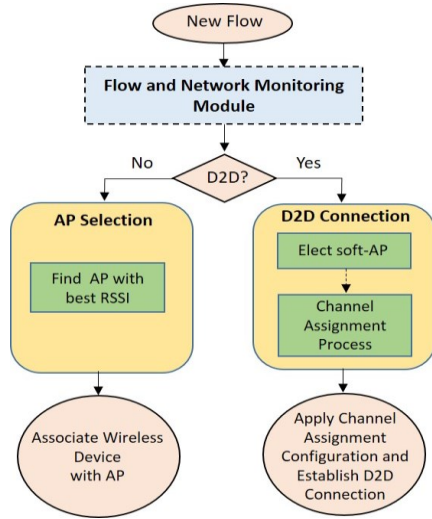 New Flow
Flow and Network Monitoring
Module
No
D2D?
Yes
AP Selection
Find AP with
best RSSI
D2D Connection
Elect soft-AP
Channel
Assignment
Process
Associate Wireless
Device
with AP
Apply Channel
Assignment
Configuration and
Establish D2D
Connection